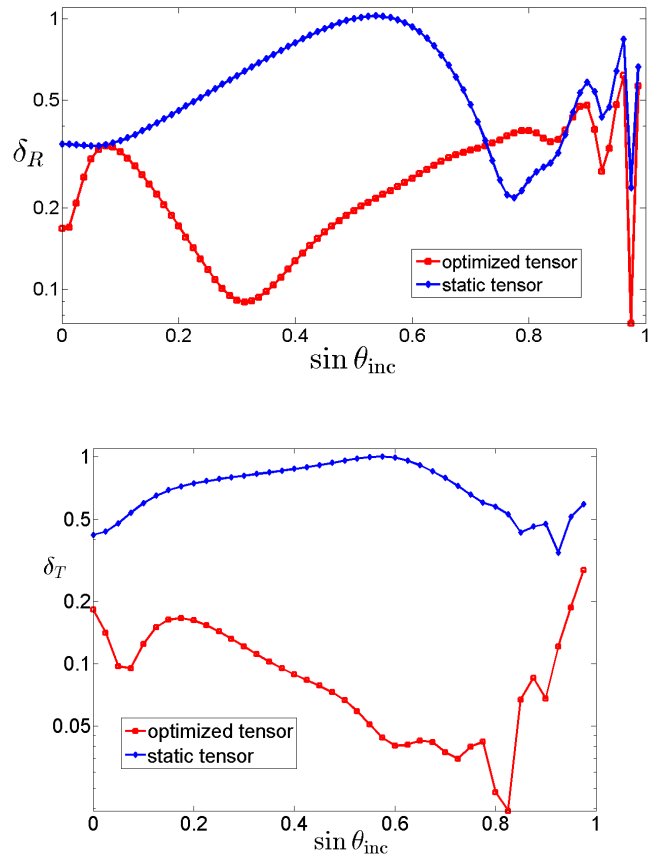 1
0.5
δ_R
0.2
optimized tensor
static tensor
0.1
0 0.2 0.4 0.6 0.8 1
sin θ_inc
1
0.5
δ_T
0.2
0.1
0.05
optimized tensor
static tensor
0 0.2 0.4 0.6 0.8 1
sin θ_inc